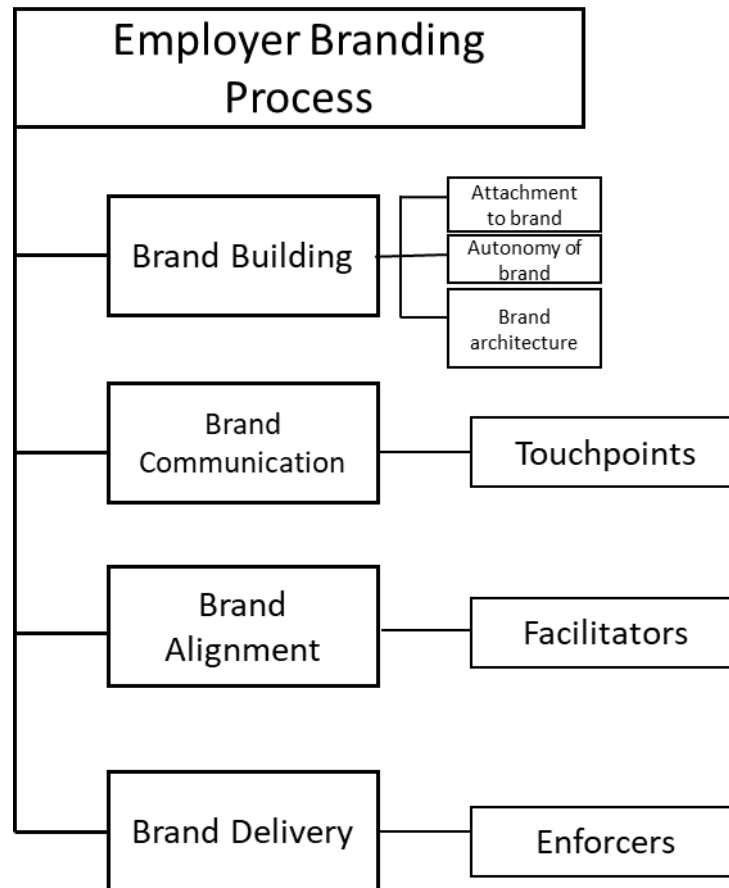 Employer Branding
Process
Brand Building
Attachment
to brand
Autonomy of
brand
Brand
architecture
Brand
Communication
Touchpoints
Brand
Alignment
Facilitators
Brand Delivery
Enforcers